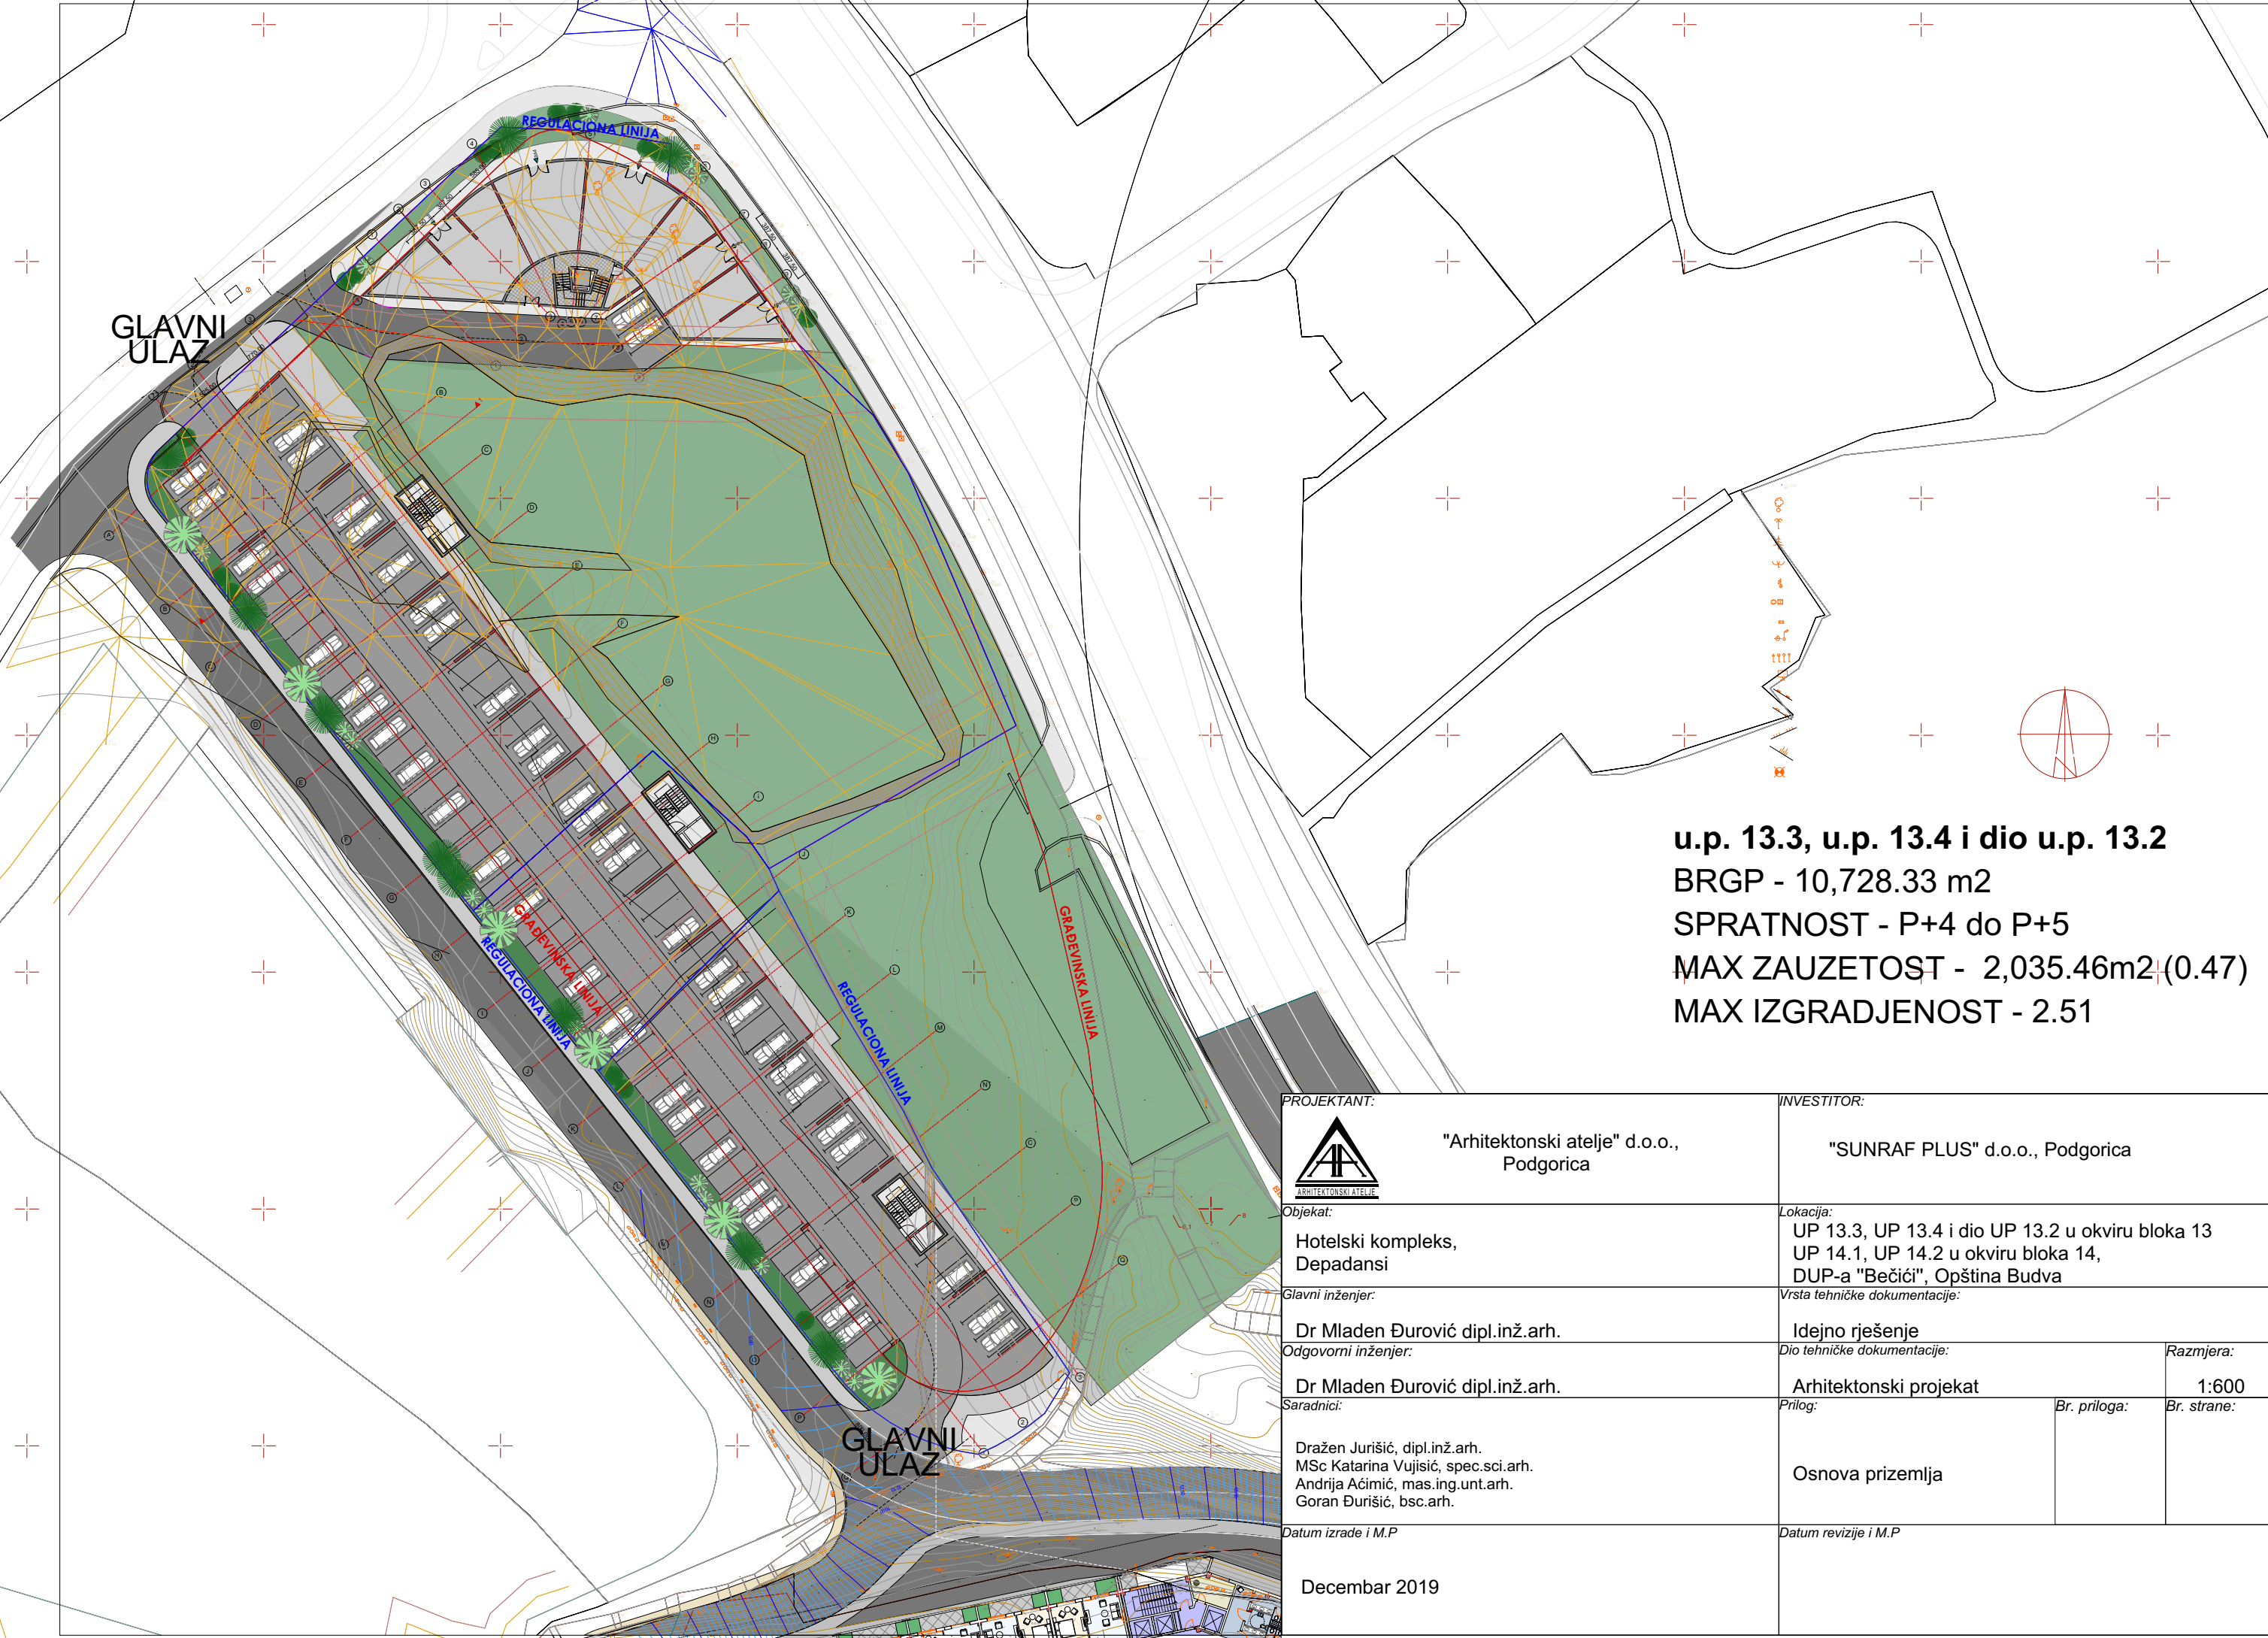 REGULACIONA LINIJA
GLAVNI
ULAZ
GRAĐEVINSKA LINIJA
REGULACIONA LINIJA
REGULACIONA LINIJA
GRAĐEVINSKA LINIJA
GLAVNI
ULAZ
u.p. 13.3, u.p. 13.4 i dio u.p. 13.2
BRGP - 10,728.33 m2
SPRATNOST - P+4 do P+5
MAX ZAUZETOST - 2,035.46m2 (0.47)
MAX IZGRADJENOST - 2.51
PROJEKTANT:
"Arhitektonski atelje" d.o.o.,
Podgorica
ARHITEKTONSKI ATELJE
INVESTITOR:
"SUNRAF PLUS" d.o.o., Podgorica
Objekat:
Hotelski kompleks,
Depadansi
Lokacija:
UP 13.3, UP 13.4 i dio UP 13.2 u okviru bloka 13
UP 14.1, UP 14.2 u okviru bloka 14,
DUP-a "Bečići", Opština Budva
Glavni inženjer:
Dr Mladen Đurović dipl.inž.arh.
Vrsta tehničke dokumentacije:
Idejno rješenje
Odgovorni inženjer:
Dr Mladen Đurović dipl.inž.arh.
Dio tehničke dokumentacije:
Arhitektonski projekat
Razmjera:
1:600
Saradnici:
Dražen Jurišić, dipl.inž.arh.
MSc Katarina Vujisić, spec.sci.arh.
Andrija Aćimić, mas.ing.unt.arh.
Goran Đurišić, bsc.arh.
Prilog:
Osnova prizemlja
Br. priloga:
Br. strane:
Datum izrade i M.P
Decembar 2019
Datum revizije i M.P